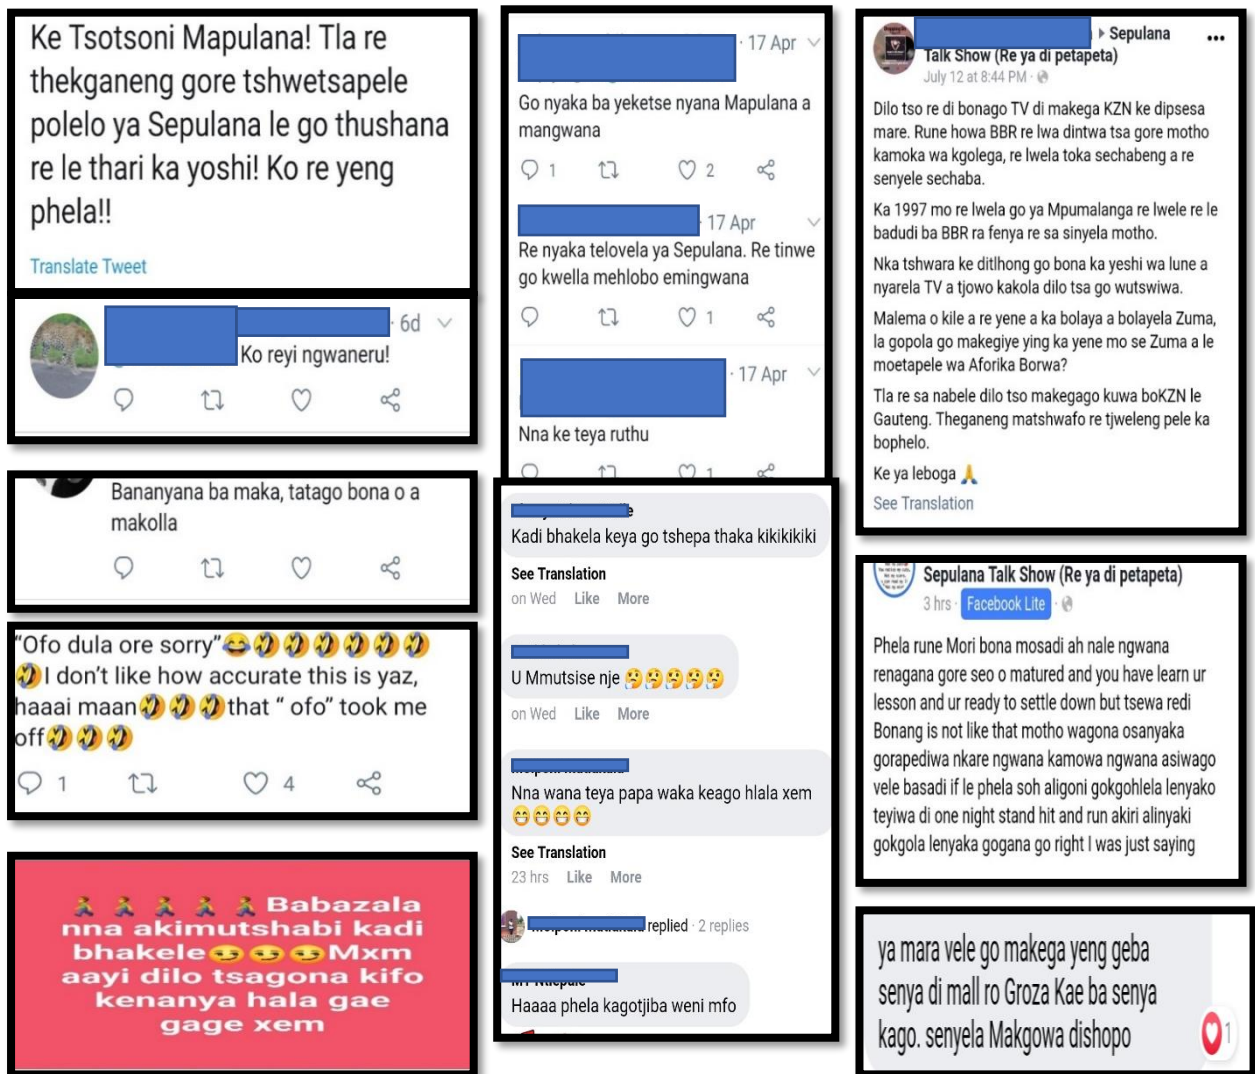 Ke Tsotsoni Mapulana! Tla re
thekganeng gore tshwetsapele
polelo ya Sepulana le go thushana
re le thari ka yoshi! Ko re yeng
phela!!
Translate Tweet
· 6d
Ko reyi ngwaneru!
Bananyana ba maka, tatago bona o a
makolla
"Ofo dula ore sorry"😂🤣🤣🤣🤣🤣🤣
🤣I don't like how accurate this is yaz,
haaai maan🤣🤣🤣that " ofo" took me
off🤣🤣🤣
1 4
Babazala
nna akimutshabi kadi
bhakele😏😏😏Mxm
aayi dilo tsagona kifo
kenanya hala gae
gage xem
· 17 Apr
Go nyaka ba yeketse nyana Mapulana a
mangwana
1 2
17 Apr
Re nyaka telovela ya Sepulana. Re tinwe
go kwella mehlobo emingwana
1
· 17 Apr
Nna ke teya ruthu
1
Kadi bhakela keya go tshepa thaka kikikikiki
See Translation
on Wed Like More
U Mmutsise nje 🤔🤔🤔🤔🤔
on Wed Like More
Nna wana teya papa waka keago hlala xem
😁😁😁😁
See Translation
23 hrs Like More
replied · 2 replies
Haaaa phela kagotjiba weni mfo
Sepulana
Talk Show (Re ya di petapeta)
July 12 at 8:44 PM ·
Dilo tso re di bonago TV di makega KZN ke dipsesa
mare. Rune howa BBR re lwa dintwa tsa gore motho
kamoka wa kgolega, re lwela toka sechabeng a re
senyele sechaba.
Ka 1997 mo re lwela go ya Mpumalanga re lwele re le
badudi ba BBR ra fenya re sa sinyela motho.
Nka tshwara ke ditlhong go bona ka yeshi wa lune a
nyarela TV a tjowo kakola dilo tsa go wutswiwa.
Malema o kile a re yene a ka bolaya a bolayela Zuma,
la gopola go makegiye ying ka yene mo se Zuma a le
moetapele wa Aforika Borwa?
Tla re sa nabele dilo tso makegago kuwa boKZN le
Gauteng. Theganeng matshwafo re tjweleng pele ka
bophelo.
Ke ya leboga 🙏
See Translation
Sepulana Talk Show (Re ya di petapeta)
3 hrs · Facebook Lite ·
Phela rune Mori bona mosadi ah nale ngwana
renagana gore seo o matured and you have learn ur
lesson and ur ready to settle down but tsewa redi
Bonang is not like that motho wagona osanyaka
gorapediwa nkare ngwana kamowa ngwana asiwago
vele basadi if le phela soh aligoni gokgohlela lenyako
teyiwa di one night stand hit and run akiri alinyaki
gokgola lenyaka gogana go right I was just saying
ya mara vele go makega yeng geba
senya di mall ro Groza Kae ba senya
kago. senyela Makgowa dishopo
1